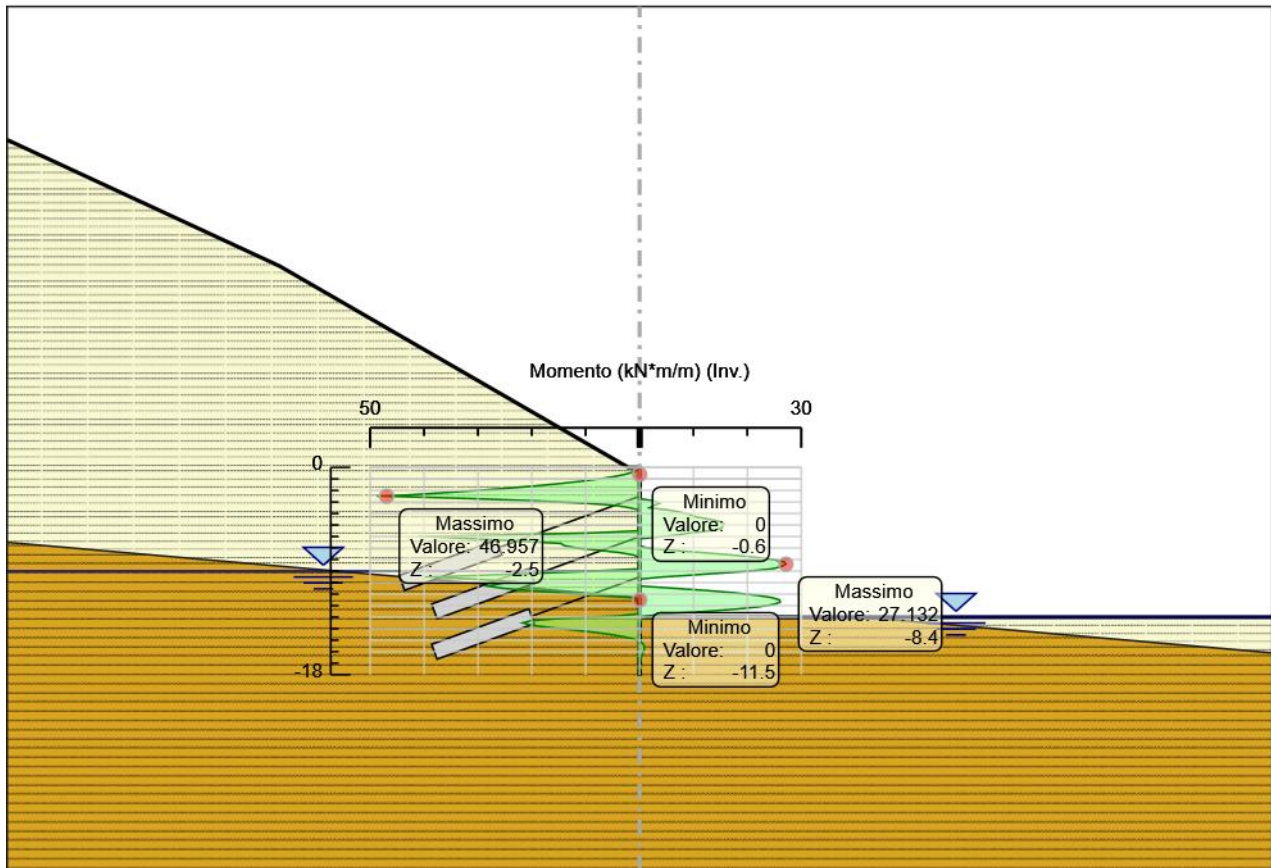 Momento (kN*m/m) (Inv.)
50
30
0
Minimo
Valore: 0
Z : -0.6
Massimo
Valore: 46.957
Z : -2.5
Massimo
Valore: 27.132
Z : -8.4
Minimo
Valore: 0
Z : -11.5
-18